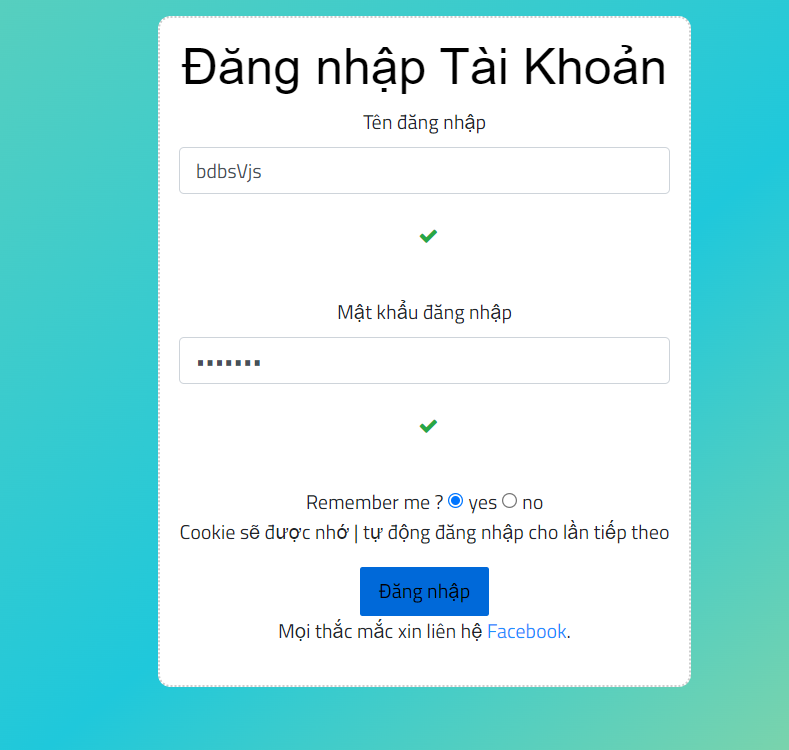 Đăng nhập Tài Khoản
Tên đăng nhập
bdbsVjs
Mật khẩu đăng nhập
Remember me ? yes no
Cookie sẽ được nhớ | tự động đăng nhập cho lần tiếp theo
Đăng nhập
Mọi thắc mắc xin liên hệ Facebook.